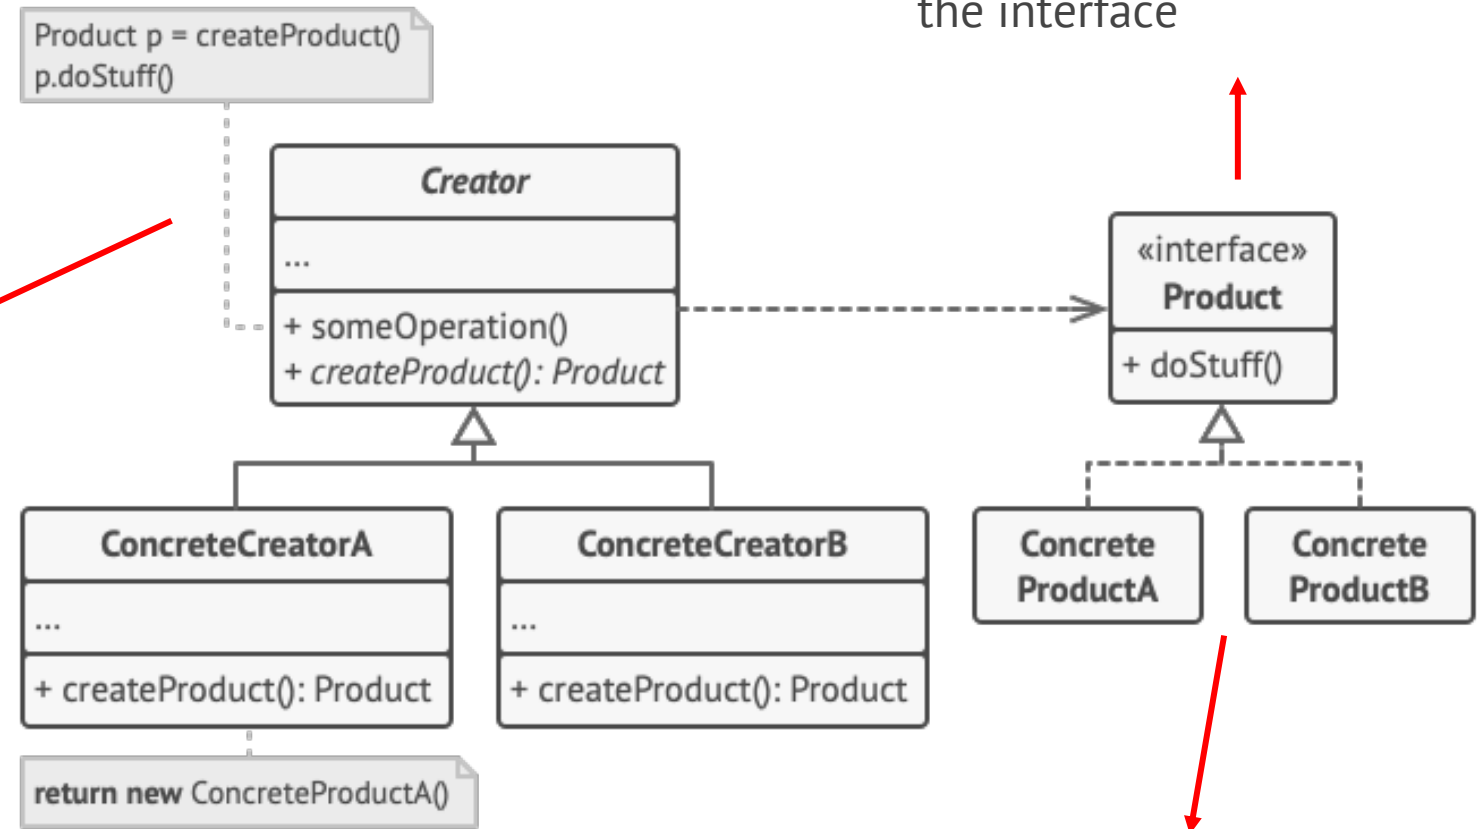 the interface
Product p = createProduct()
p.doStuff()
Creator
...
+ someOperation()
+ createProduct(): Product
«interface»
Product
+ doStuff()
ConcreteCreatorA
...
+ createProduct(): Product
ConcreteCreatorB
...
+ createProduct(): Product
Concrete
ProductA
Concrete
ProductB
return new ConcreteProductA()